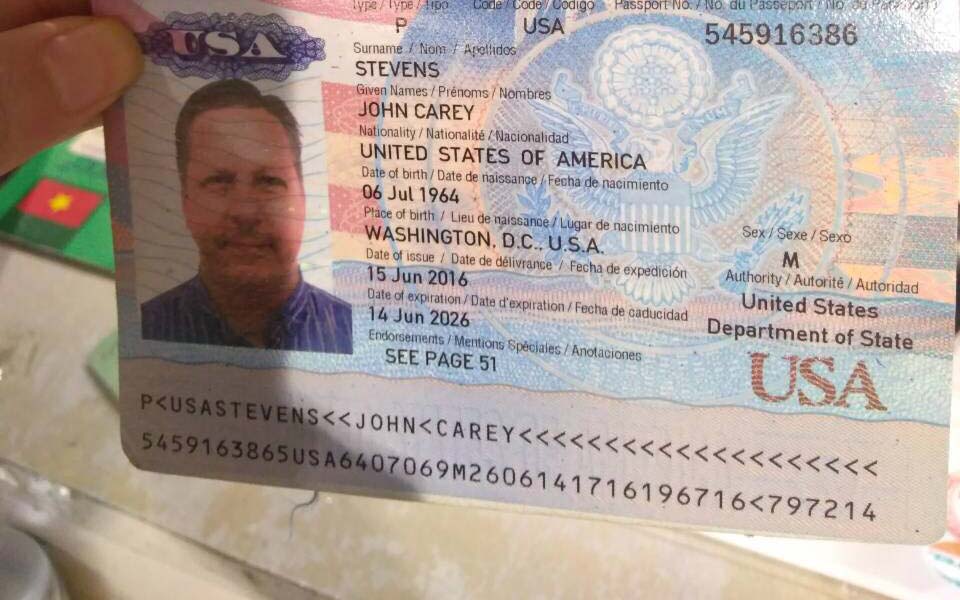 Type / Type / Tipo Code / Code / Código Passport No. / No. du Passeport / No. de Pasaporte
P USA 545916386
USA
Surname / Nom / Apellidos
STEVENS
Given Names / Prénoms / Nombres
JOHN CAREY
Nationality / Nationalité / Nacionalidad
UNITED STATES OF AMERICA
Date of birth / Date de naissance / Fecha de nacimiento
06 Jul 1964
Place of birth / Lieu de naissance / Lugar de nacimiento
WASHINGTON, D.C., U.S.A.
Sex / Sexe / Sexo
M
Date of issue / Date de délivrance / Fecha de expedición
15 Jun 2016
Authority / Autorité / Autoridad
United States
Department of State
Date of expiration / Date d'expiration / Fecha de caducidad
14 Jun 2026
Endorsements / Mentions Spéciales / Anotaciones
SEE PAGE 51
USA
P<USASTEVENS<<JOHN<CAREY<<<<<<<<<<<<<<<<<<<<
5459163865USA6407069M2606141716196716<797214